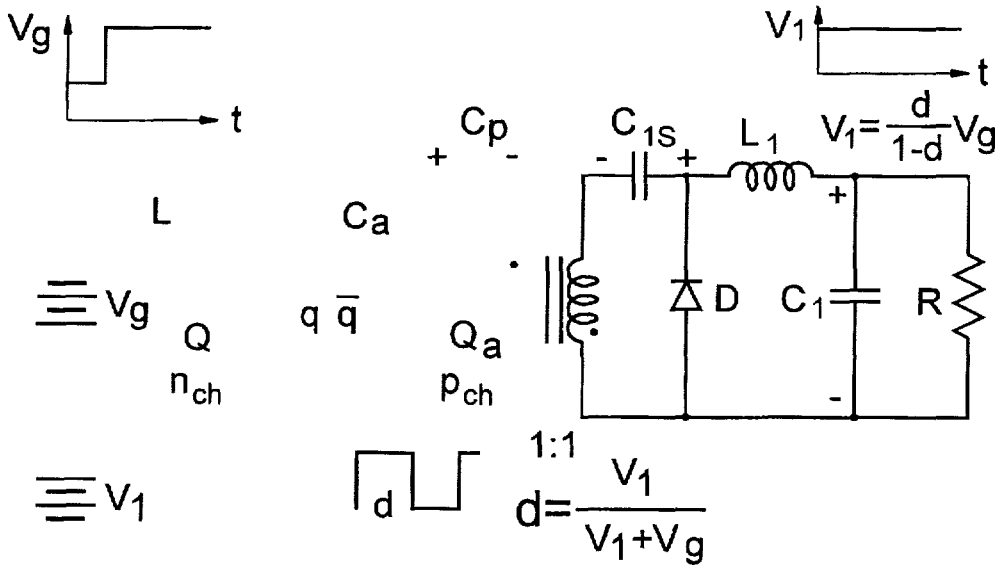 Vg
t
V1
t
V1 = d/(1-d) Vg
Cp
+ -
C1S
- +
L1
+
L
Ca
Vg
q q̄
D
C1
R
Q
nch
Qa
pch
-
1:1
V1
d
d = V1/(V1+Vg)